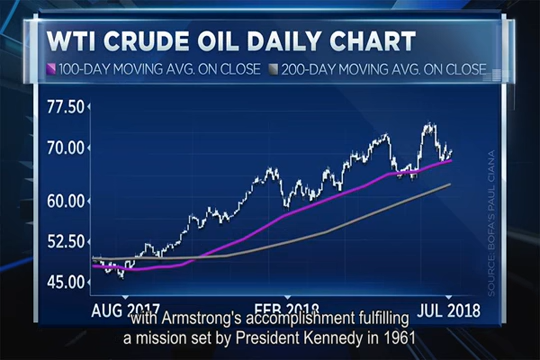 WTI CRUDE OIL DAILY CHART
100-DAY MOVING AVG. ON CLOSE 200-DAY MOVING AVG. ON CLOSE
77.50
70.00
60.00
52.50
45.00
AUG 2017 FEB 2018 JUL 2018
SOURCE: BOFA'S PAUL CIANA
with Armstrong's accomplishment fulfilling
a mission set by President Kennedy in 1961